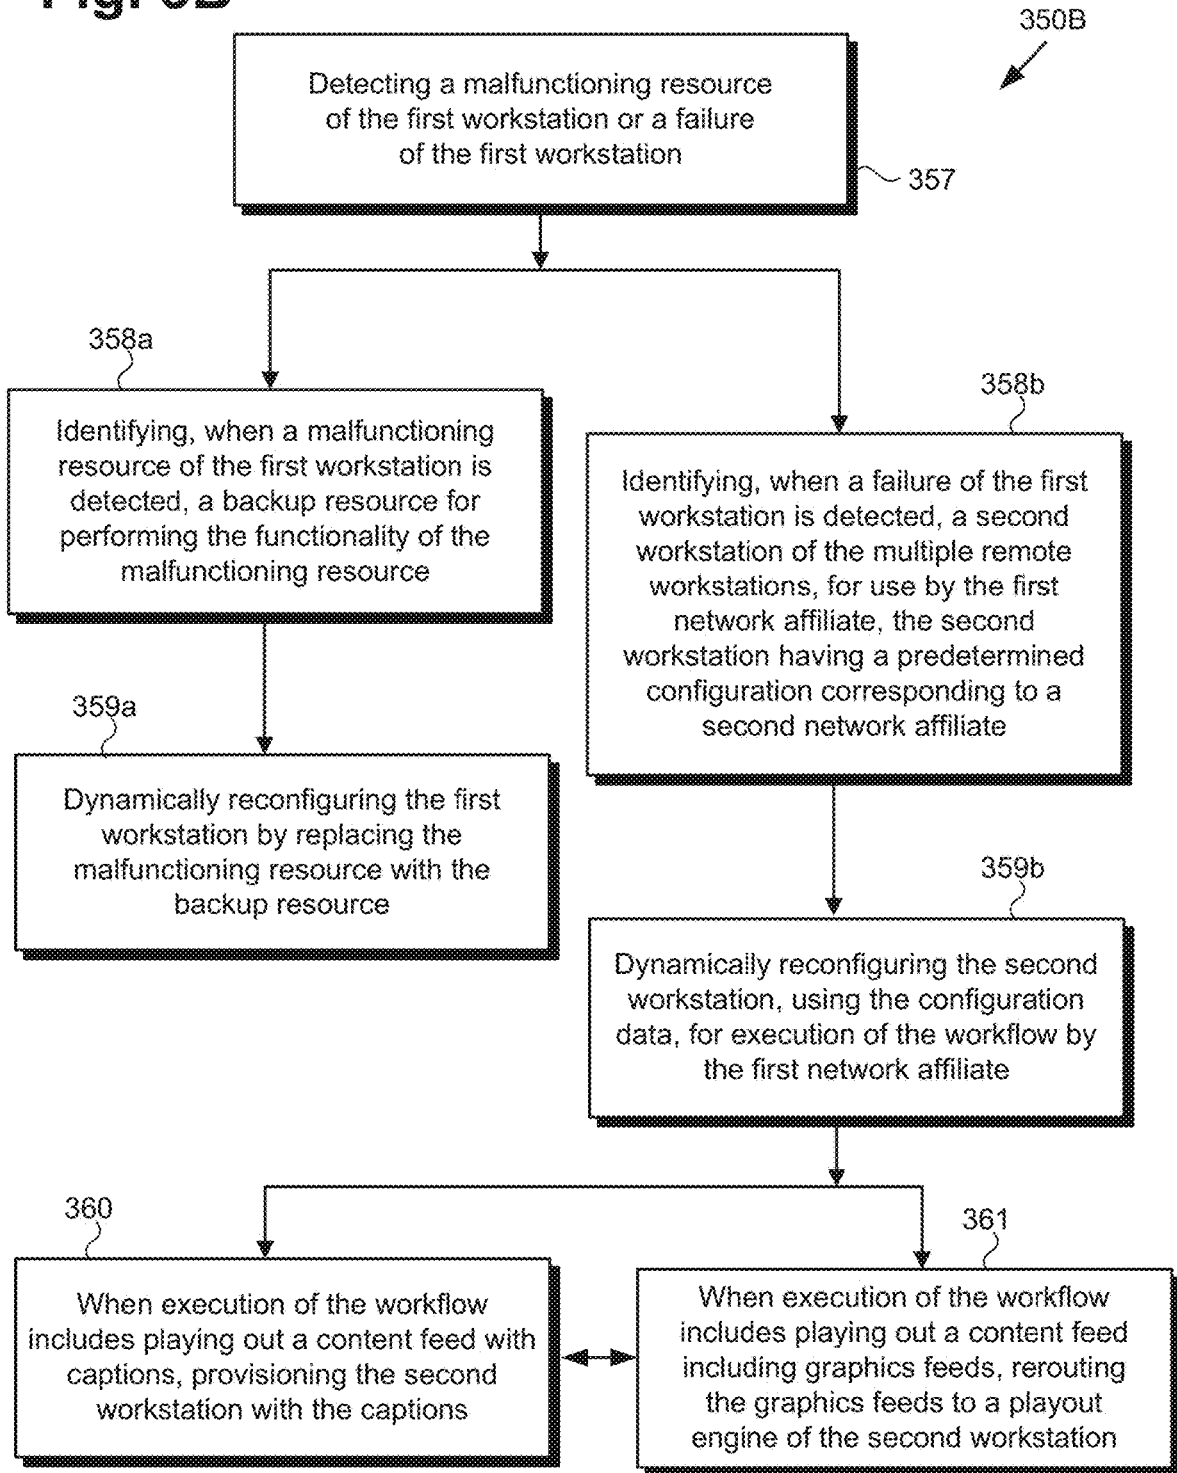 350B
Detecting a malfunctioning resource
of the first workstation or a failure
of the first workstation
357
358a
Identifying, when a malfunctioning
resource of the first workstation is
detected, a backup resource for
performing the functionality of the
malfunctioning resource
358b
Identifying, when a failure of the first
workstation is detected, a second
workstation of the multiple remote
workstations, for use by the first
network affiliate, the second
workstation having a predetermined
configuration corresponding to a
second network affiliate
359a
Dynamically reconfiguring the first
workstation by replacing the
malfunctioning resource with the
backup resource
359b
Dynamically reconfiguring the second
workstation, using the configuration
data, for execution of the workflow by
the first network affiliate
360
When execution of the workflow
includes playing out a content feed with
captions, provisioning the second
workstation with the captions
361
When execution of the workflow
includes playing out a content feed
including graphics feeds, rerouting
the graphics feeds to a playout
engine of the second workstation